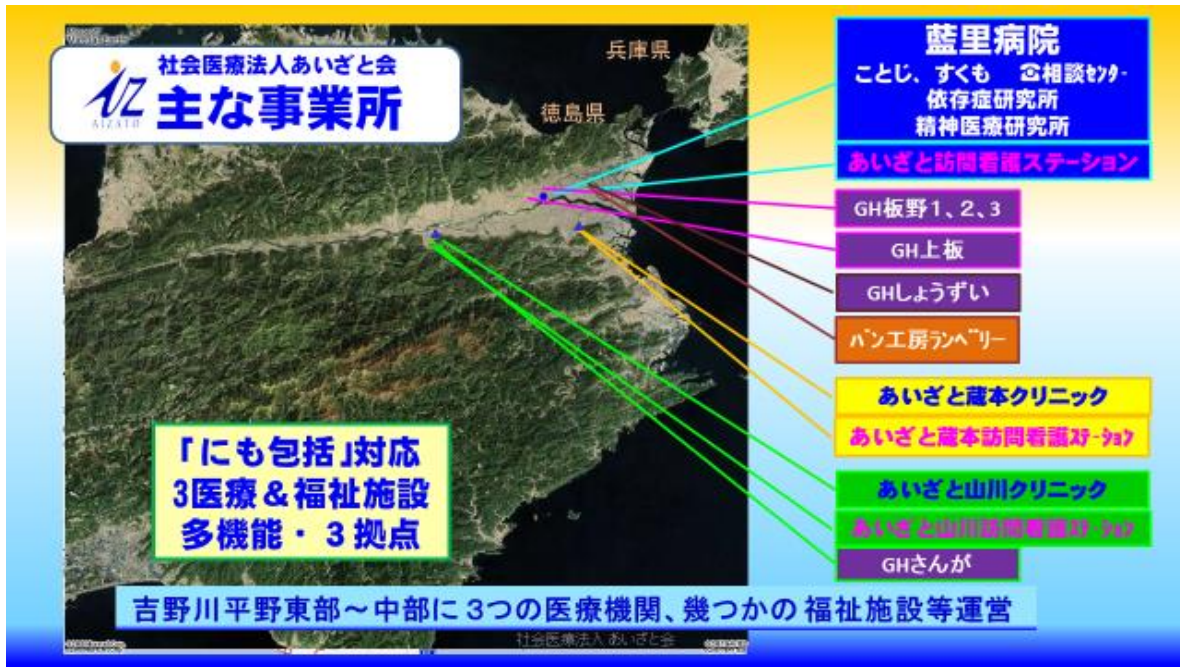 兵庫県
徳島県
AIZATO
社会医療法人あいざと会
主な事業所
藍里病院
ことじ、すくも ☎相談ｾﾝﾀｰ
依存症研究所
精神医療研究所
あいざと訪問看護ステーション
GH板野１、２、３
GH上板
GHしょうずい
ﾊﾟﾝ工房ランベリー
あいざと蔵本クリニック
あいざと蔵本訪問看護ｽﾃｰｼｮﾝ
あいざと山川クリニック
あいざと山川訪問看護ｽﾃｰｼｮﾝ
GHさんが
「にも包括」対応
3医療＆福祉施設
多機能・３拠点
吉野川平野東部～中部に３つの医療機関、幾つかの福祉施設等運営
社会医療法人 あいざと会